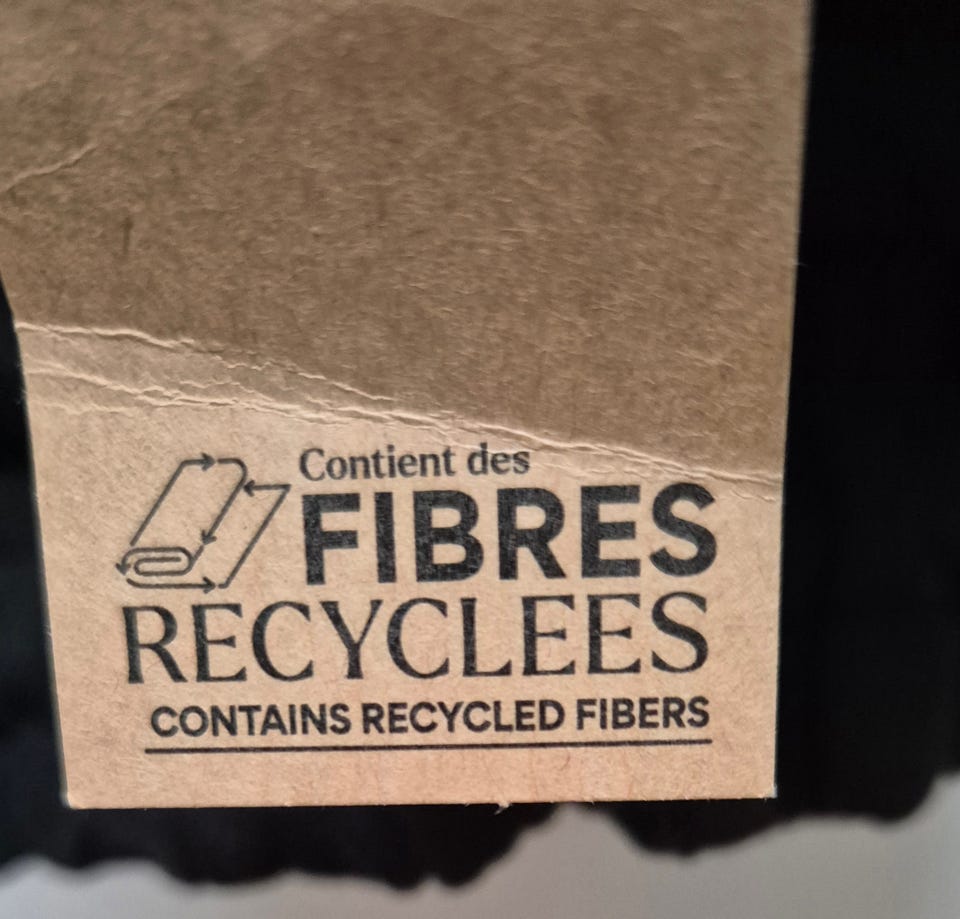 Contient des
FIBRES
RECYCLEES
CONTAINS RECYCLED FIBERS